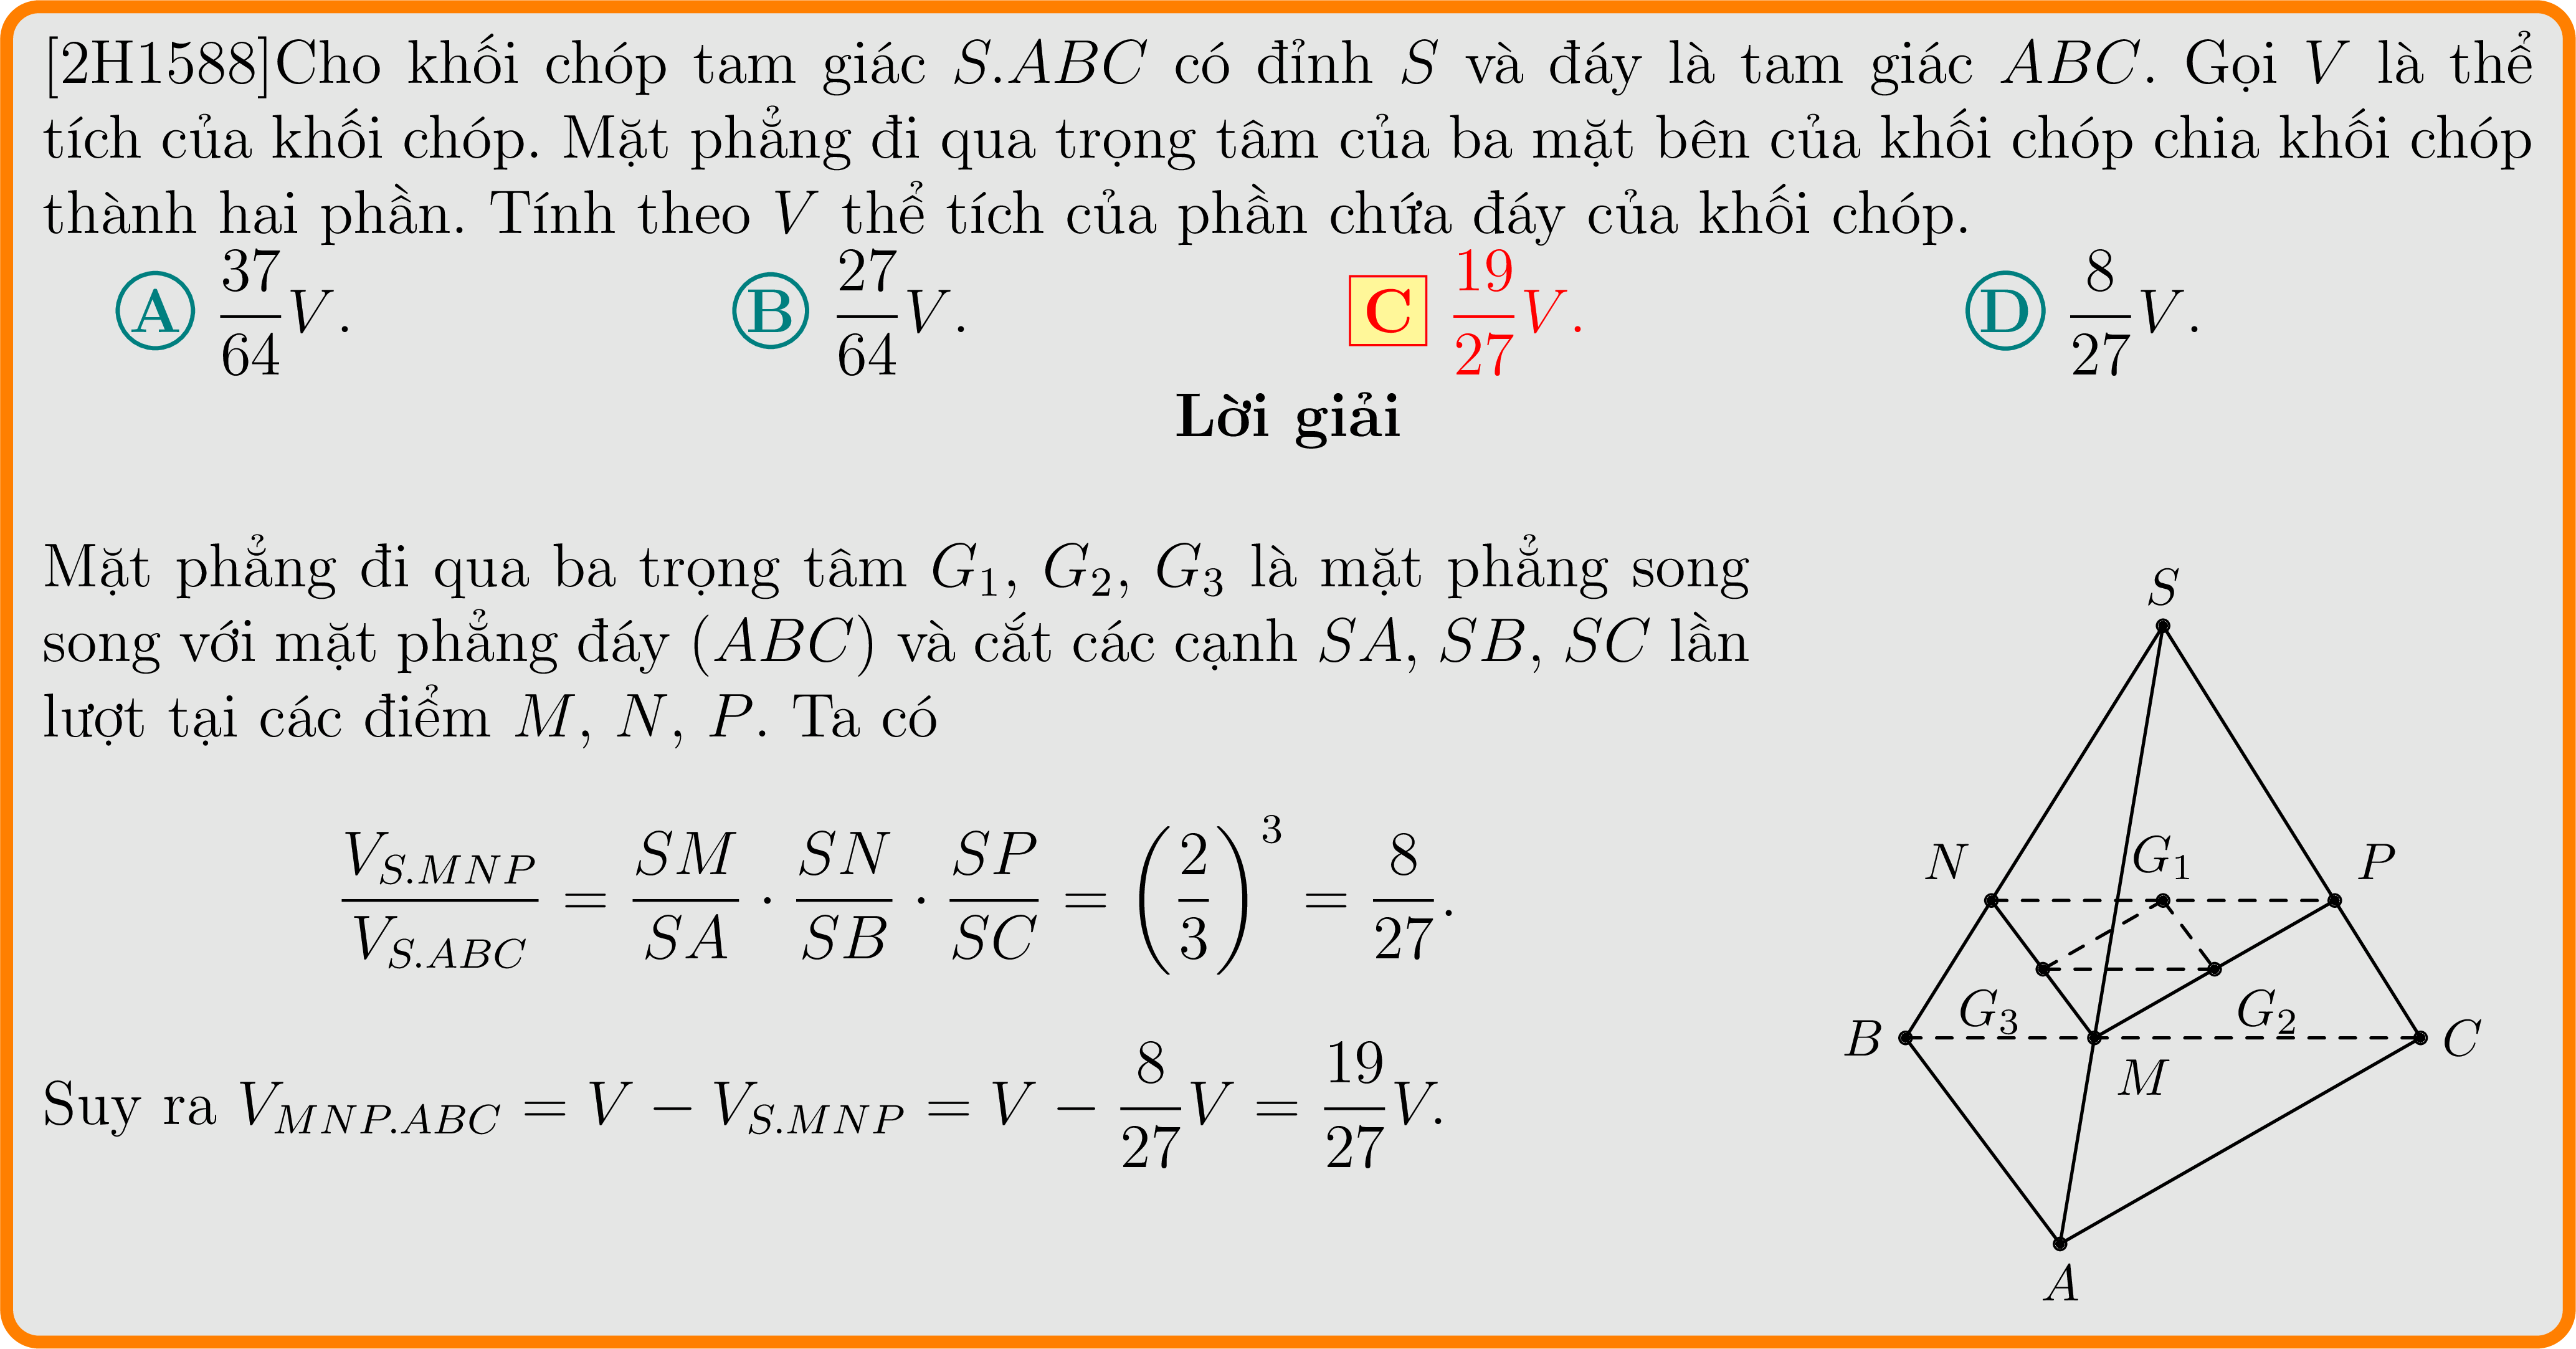 [2H1588]Cho khối chóp tam giác S.ABC có đỉnh S và đáy là tam giác ABC. Gọi V là thể
tích của khối chóp. Mặt phẳng đi qua trọng tâm của ba mặt bên của khối chóp chia khối chóp
thành hai phần. Tính theo V thể tích của phần chứa đáy của khối chóp.
A \frac{37}{64}V. B \frac{27}{64}V. C \frac{19}{27}V. D \frac{8}{27}V.
Lời giải
Mặt phẳng đi qua ba trọng tâm G_1, G_2, G_3 là mặt phẳng song
song với mặt phẳng đáy (ABC) và cắt các cạnh SA, SB, SC lần
lượt tại các điểm M, N, P. Ta có
\frac{V_{S.MNP}}{V_{S.ABC}} = \frac{SM}{SA} · \frac{SN}{SB} · \frac{SP}{SC} = \left(\frac{2}{3}\right)^3 = \frac{8}{27}.
Suy ra V_{MNP.ABC} = V − V_{S.MNP} = V − \frac{8}{27}V = \frac{19}{27}V.
S
N G_1 P
G_3 G_2
B C
M
A